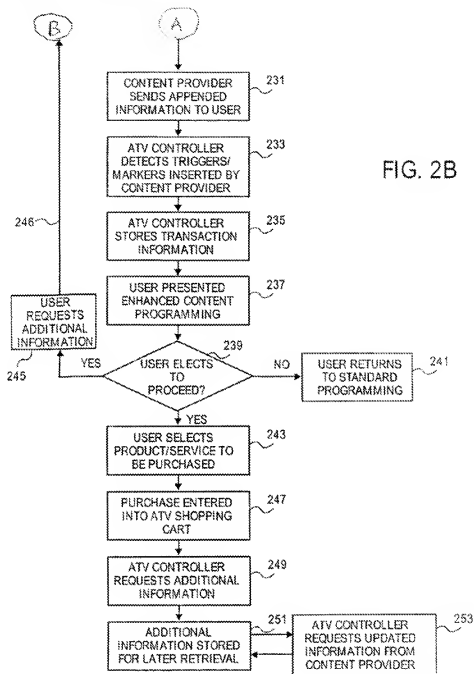 B
A
CONTENT PROVIDER
SENDS APPENDED
INFORMATION TO USER
231
ATV CONTROLLER
DETECTS TRIGGERS/
MARKERS INSERTED BY
CONTENT PROVIDER
233
FIG. 2B
ATV CONTROLLER
STORES TRANSACTION
INFORMATION
235
246
USER PRESENTED
ENHANCED CONTENT
PROGRAMMING
237
USER
REQUESTS
ADDITIONAL
INFORMATION
245
YES
239
USER ELECTS
TO
PROCEED?
NO
USER RETURNS
TO STANDARD
PROGRAMMING
241
YES
USER SELECTS
PRODUCT/SERVICE TO
BE PURCHASED
243
PURCHASE ENTERED
INTO ATV SHOPPING
CART
247
ATV CONTROLLER
REQUESTS ADDITIONAL
INFORMATION
249
ADDITIONAL
INFORMATION STORED
FOR LATER RETRIEVAL
251
ATV CONTROLLER
REQUESTS UPDATED
INFORMATION FROM
CONTENT PROVIDER
253